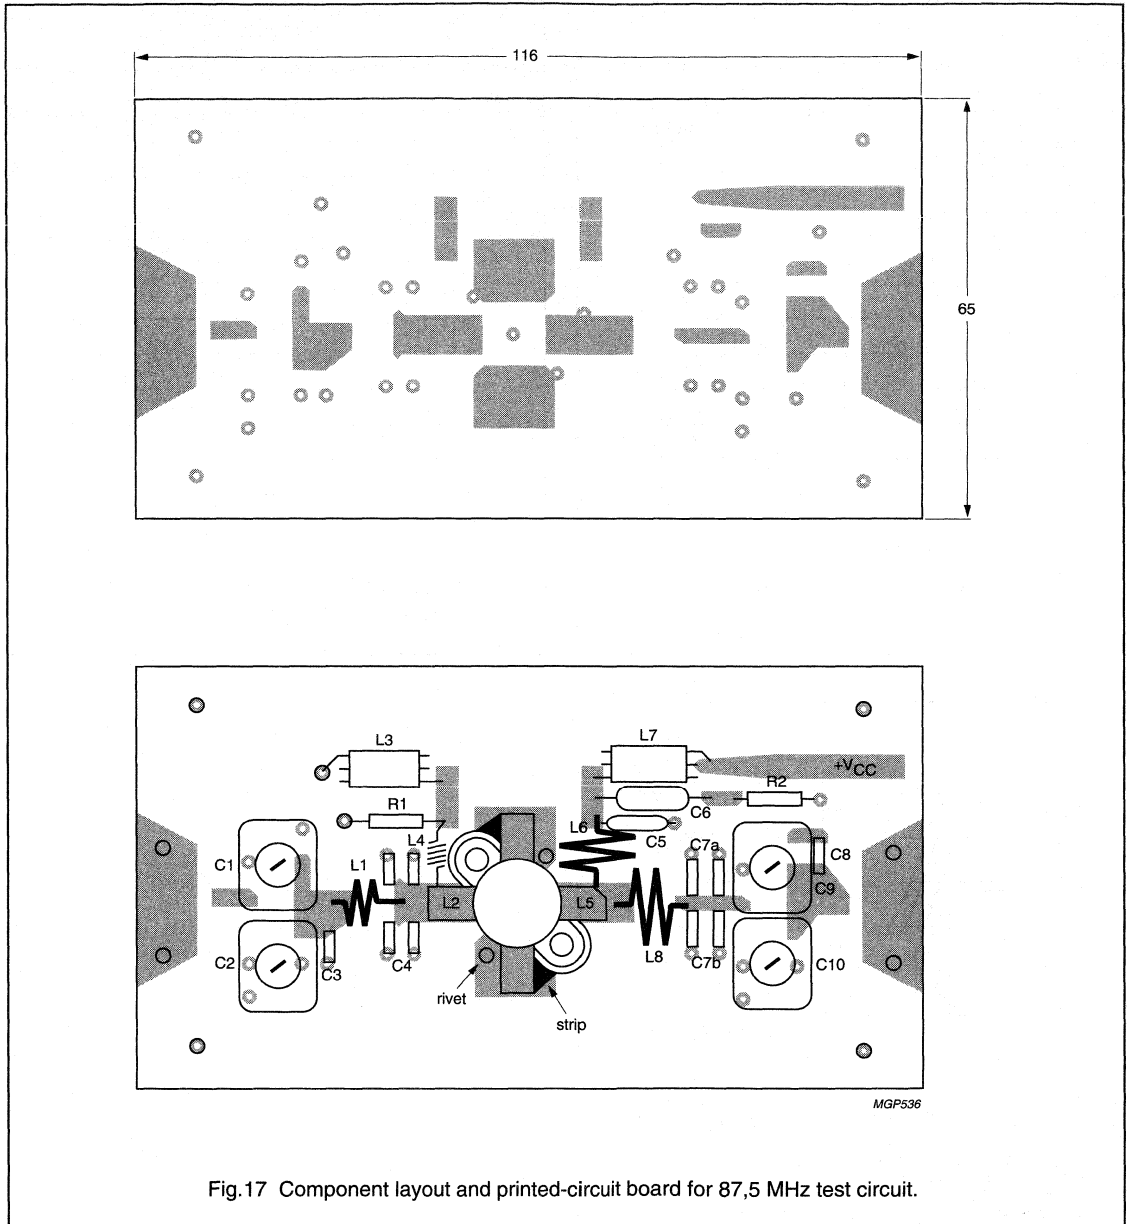 116
65
L3
L7
+VCC
R2
R1
C6
L6
C5
L4
C7a
C1
L1
C8
C9
L2
L5
C2
C3
C4
L8
C7b
C10
rivet
strip
MGP536
Fig.17 Component layout and printed-circuit board for 87,5 MHz test circuit.